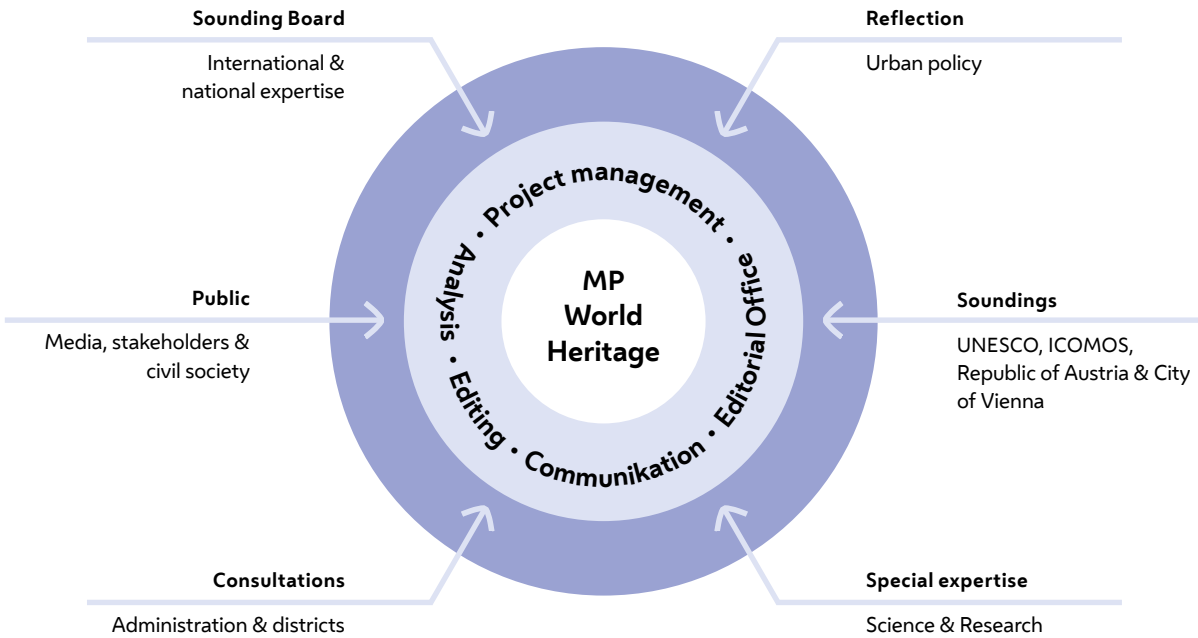 Sounding Board
International &
national expertise
Reflection
Urban policy
Project management · Editorial Office · Communikation · Editing · Analysis ·
MP
World
Heritage
Public
Media, stakeholders &
civil society
Soundings
UNESCO, ICOMOS,
Republic of Austria & City
of Vienna
Consultations
Administration & districts
Special expertise
Science & Research